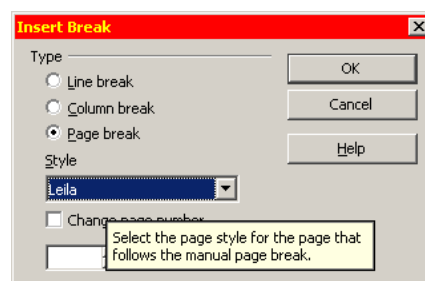 Insert Break
Type
Line break
Column break
Page break
Style
Leila
Change page number
Select the page style for the page that
follows the manual page break.
OK
Cancel
Help